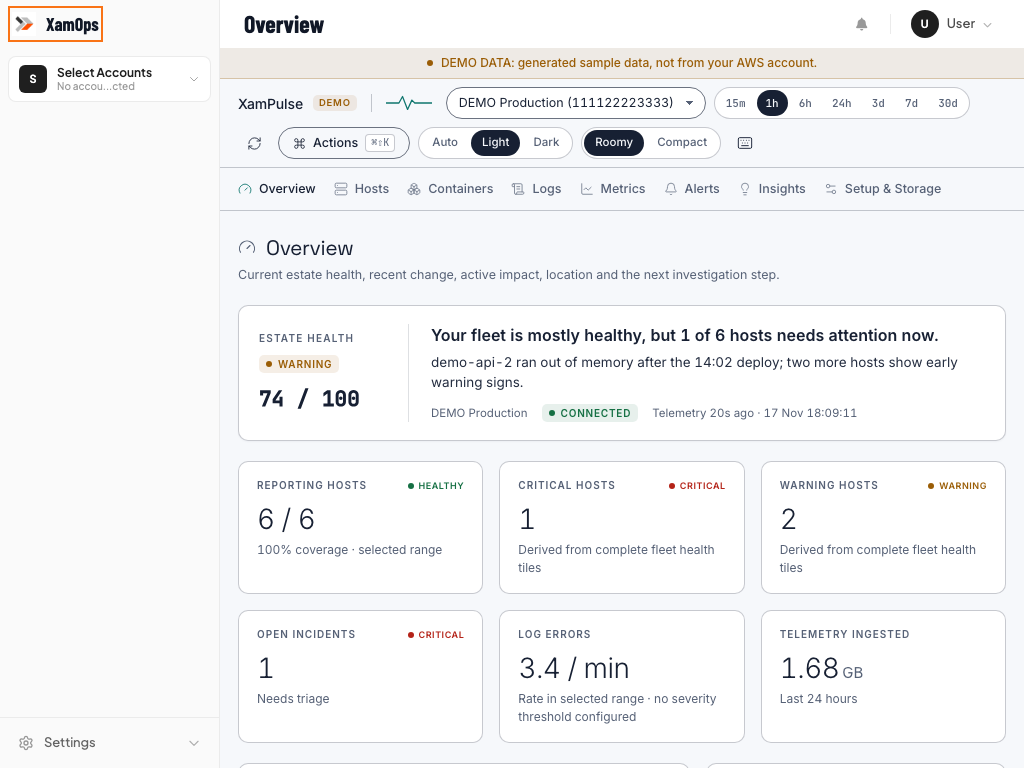 XamOps
S
Select Accounts
No accou...cted
Settings
Overview
U
User
DEMO DATA: generated sample data, not from your AWS account.
XamPulse
DEMO
DEMO Production (111122223333)
15m 1h 6h 24h 3d 7d 30d
⌘ Actions ⌘⇧K
Auto Light Dark
Roomy Compact
Overview Hosts Containers Logs Metrics Alerts Insights Setup & Storage
Overview
Current estate health, recent change, active impact, location and the next investigation step.
ESTATE HEALTH
WARNING
74 / 100
Your fleet is mostly healthy, but 1 of 6 hosts needs attention now.
demo-api-2 ran out of memory after the 14:02 deploy; two more hosts show early
warning signs.
DEMO Production CONNECTED Telemetry 20s ago · 17 Nov 18:09:11
REPORTING HOSTS HEALTHY
6 / 6
100% coverage · selected range
CRITICAL HOSTS CRITICAL
1
Derived from complete fleet health
tiles
WARNING HOSTS WARNING
2
Derived from complete fleet health
tiles
OPEN INCIDENTS CRITICAL
1
Needs triage
LOG ERRORS
3.4 / min
Rate in selected range · no severity
threshold configured
TELEMETRY INGESTED
1.68 GB
Last 24 hours